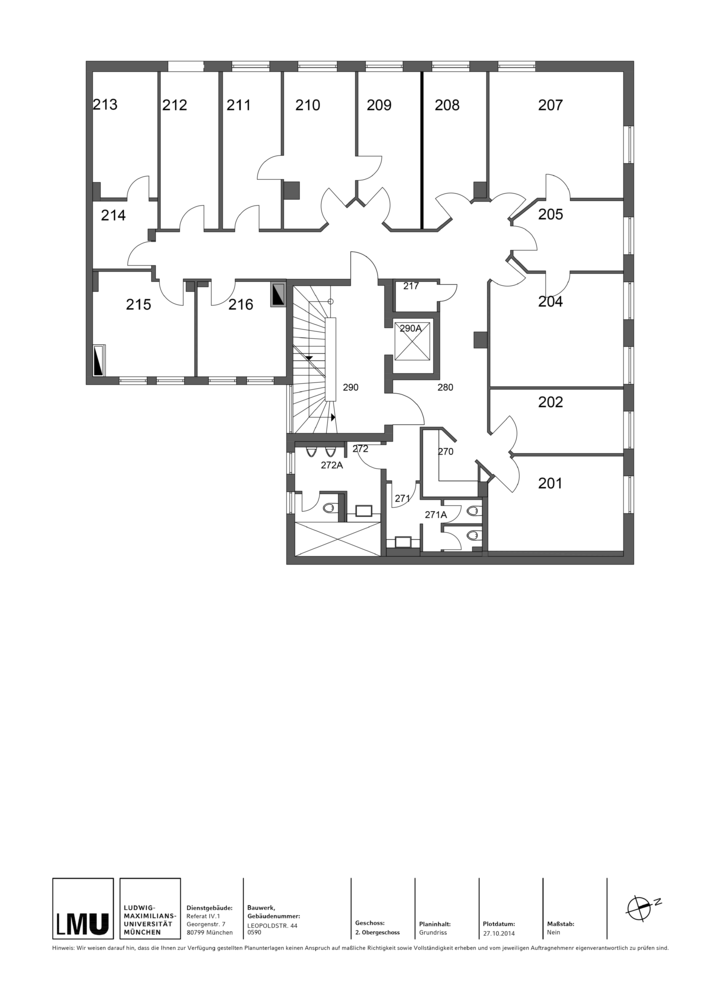 213
212
211
210
209
208
207
214
205
215
216
217
204
290A
290
280
202
272
270
272A
201
271
271A
LMU
LUDWIG-
MAXIMILIANS-
UNIVERSITÄT
MÜNCHEN
Dienstgebäude:
Referat IV.1
Georgenstr. 7
80799 München
Bauwerk,
Gebäudenummer:
LEOPOLDSTR. 44
0590
Geschoss:
2. Obergeschoss
Planinhalt:
Grundriss
Plotdatum:
27.10.2014
Maßstab:
Nein
N
Hinweis: Wir weisen darauf hin, dass die Ihnen zur Verfügung gestellten Planunterlagen keinen Anspruch auf maßliche Richtigkeit sowie Vollständigkeit erheben und vom jeweiligen Auftragnehmenr eigenverantwortlich zu prüfen sind.